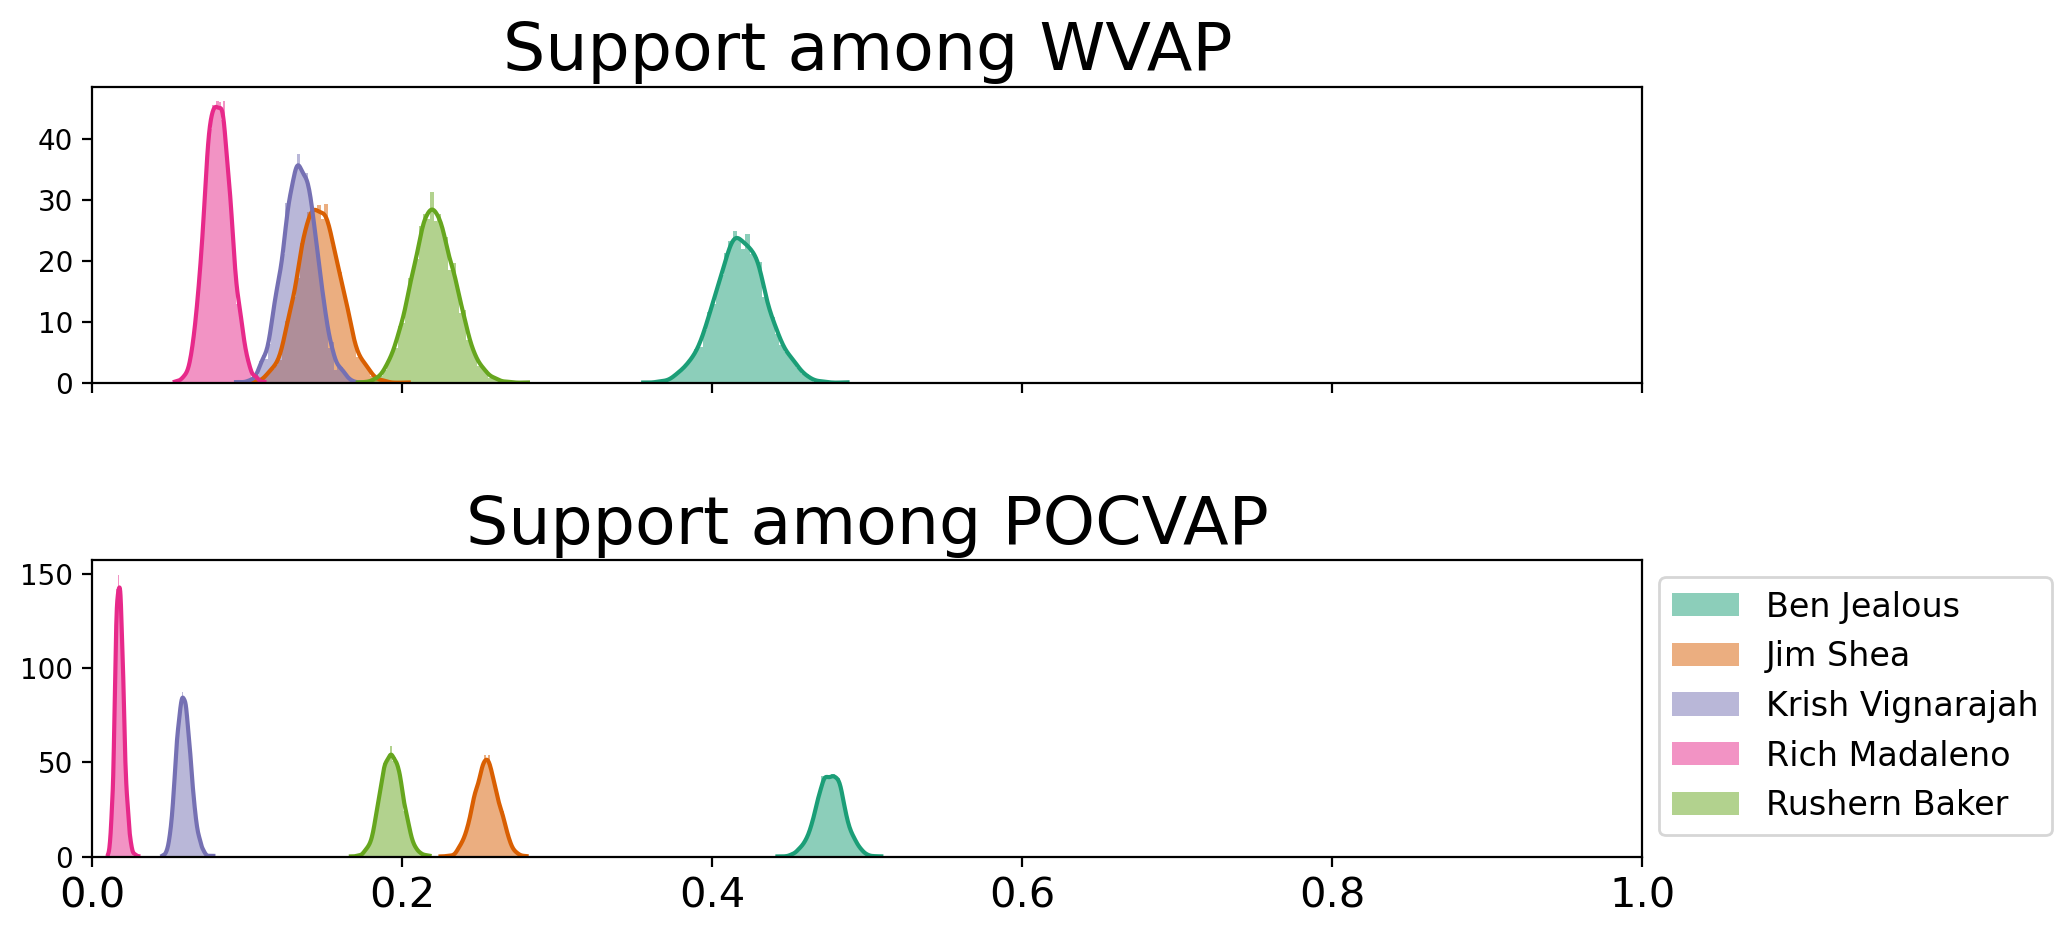 Support among WVAP
40
30
20
10
0
Support among POCVAP
150
100
50
0
0.0 0.2 0.4 0.6 0.8 1.0
Ben Jealous
Jim Shea
Krish Vignarajah
Rich Madaleno
Rushern Baker